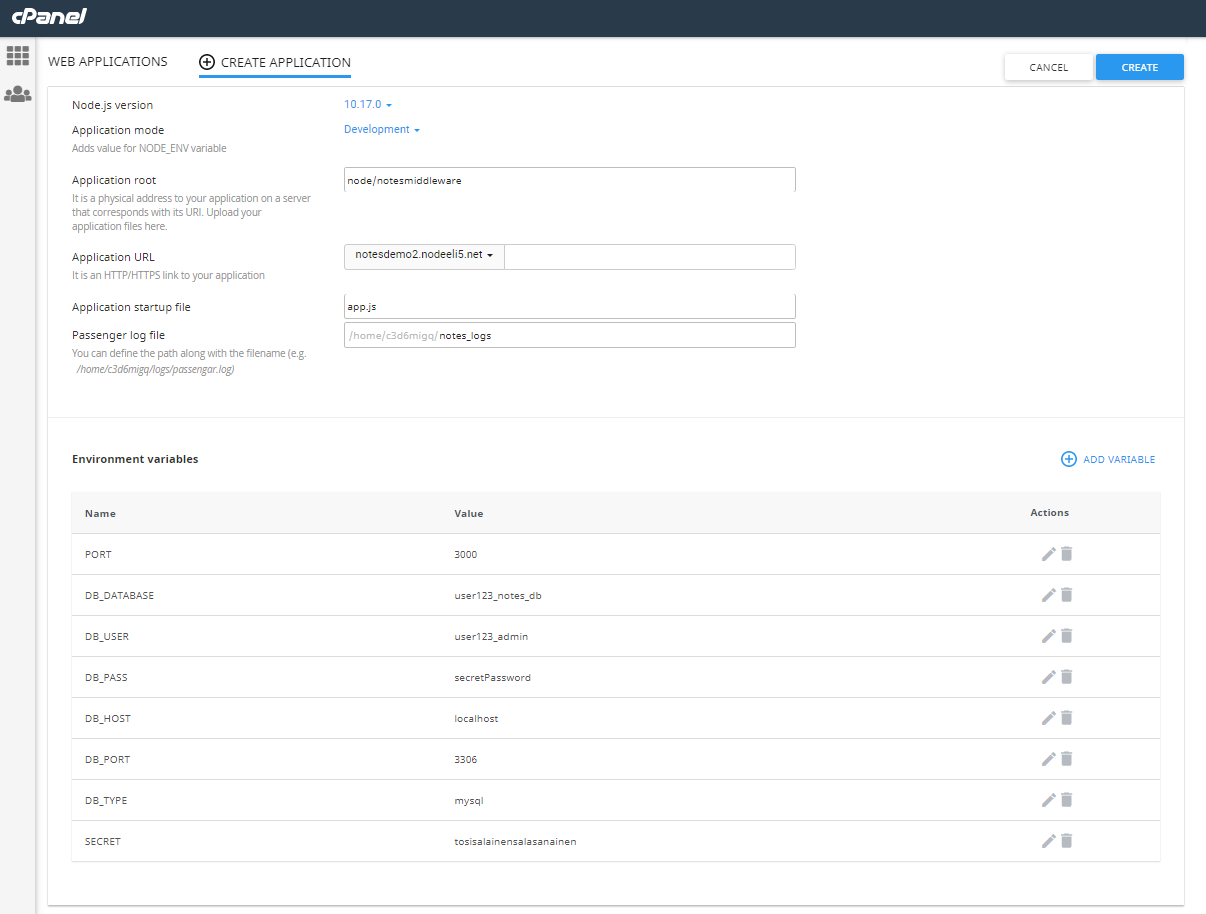 cPanel
WEB APPLICATIONS
CREATE APPLICATION
CANCEL
CREATE
Node.js version
10.17.0
Application mode
Development
Adds value for NODE_ENV variable
Application root
node/notesmiddleware
It is a physical address to your application on a server
that corresponds with its URI. Upload your
application files here.
Application URL
notesdemo2.nodeeli5.net
It is an HTTP/HTTPS link to your application
Application startup file
app.js
Passenger log file
/home/c3d6migq/ notes_logs
You can define the path along with the filename (e.g.
/home/c3d6migq/logs/passengar.log)
Environment variables
ADD VARIABLE
Name Value Actions
PORT 3000
DB_DATABASE user123_notes_db
DB_USER user123_admin
DB_PASS secretPassword
DB_HOST localhost
DB_PORT 3306
DB_TYPE mysql
SECRET tosisalainensalasanainen